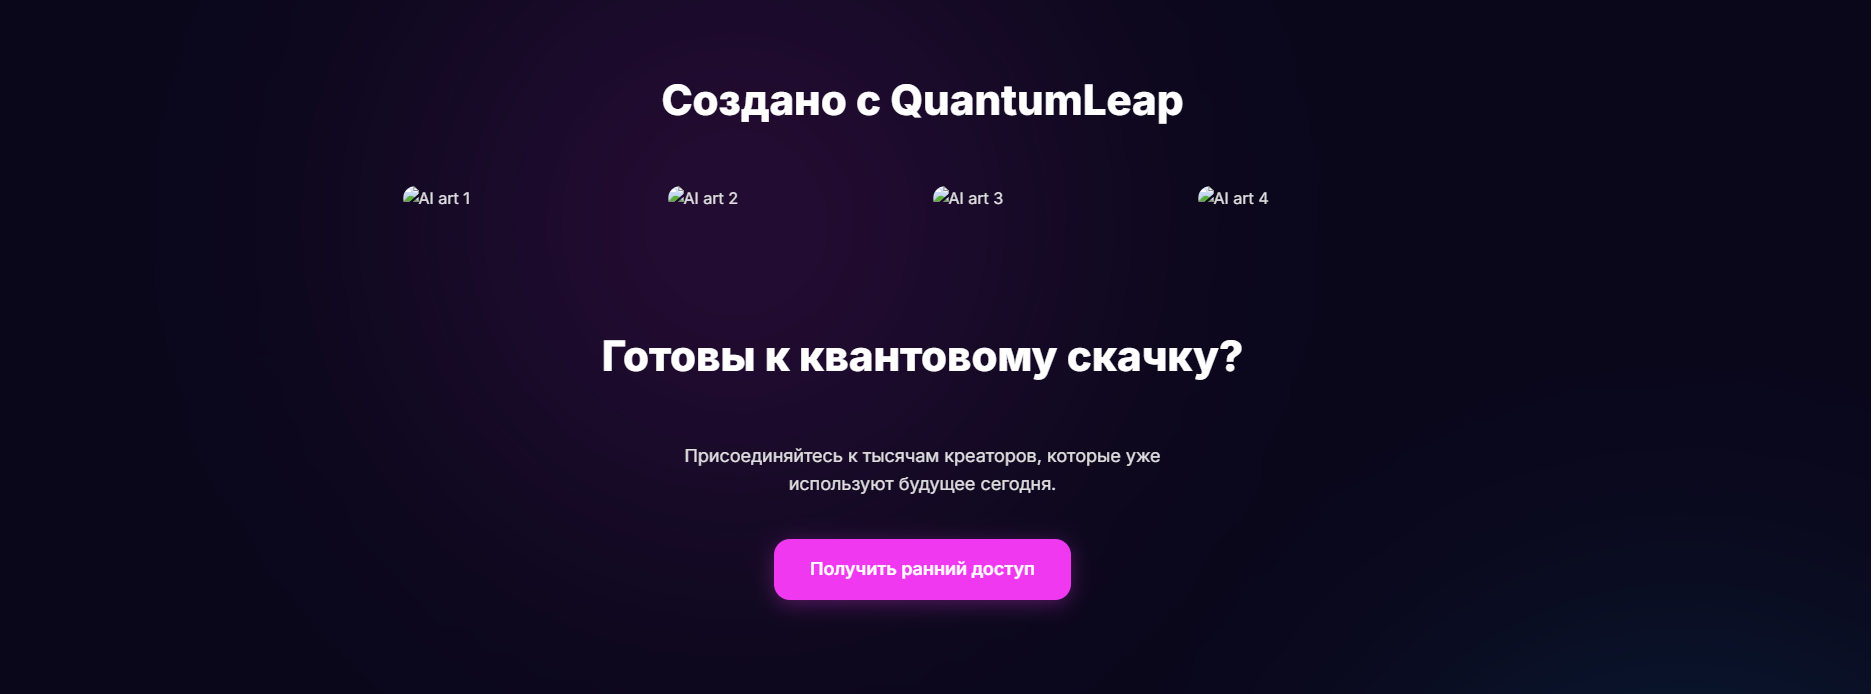 Создано с QuantumLeap
AI art 1
AI art 2
AI art 3
AI art 4
Готовы к квантовому скачку?
Присоединяйтесь к тысячам креаторов, которые уже
используют будущее сегодня.
Получить ранний доступ